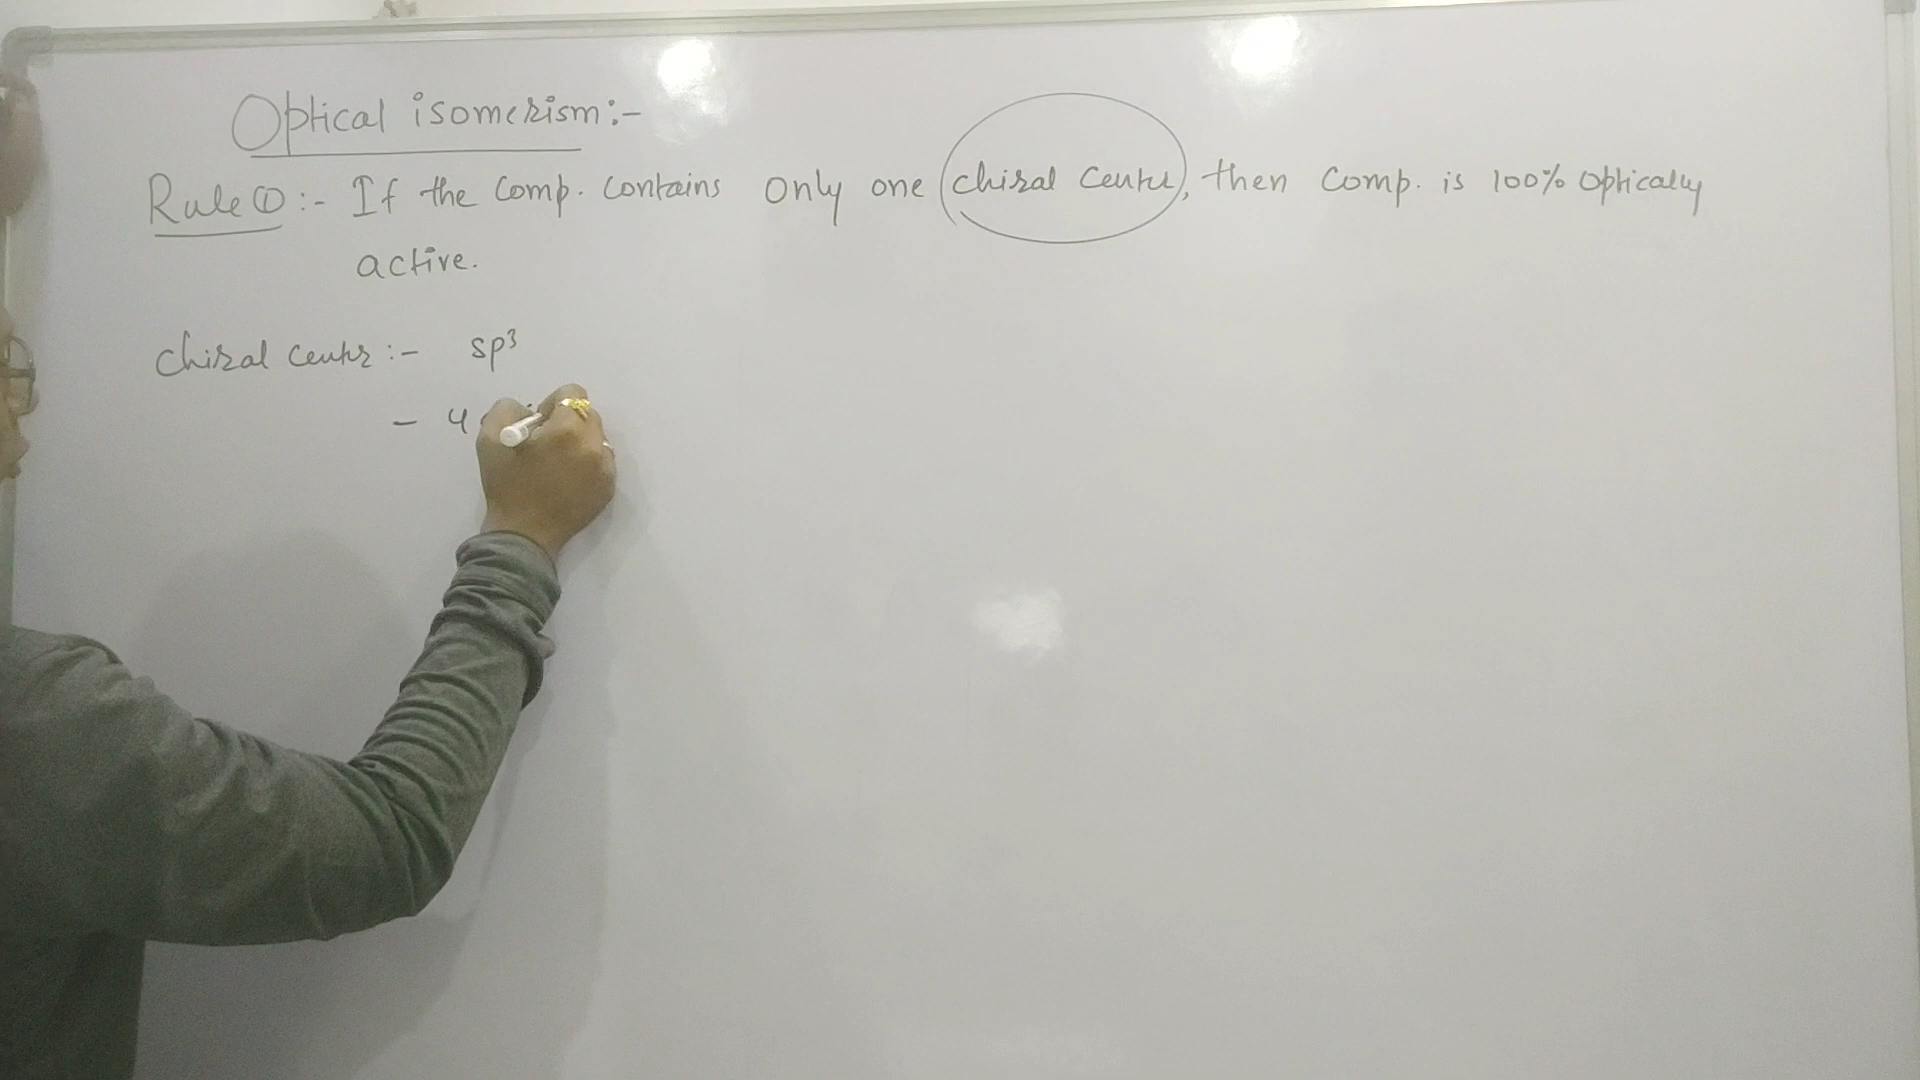 Optical isomerism:-
Rule ①:- If the Comp. Contains only one chiral centre, then Comp. is 100% optically
active.
chiral center :- sp³
- 4